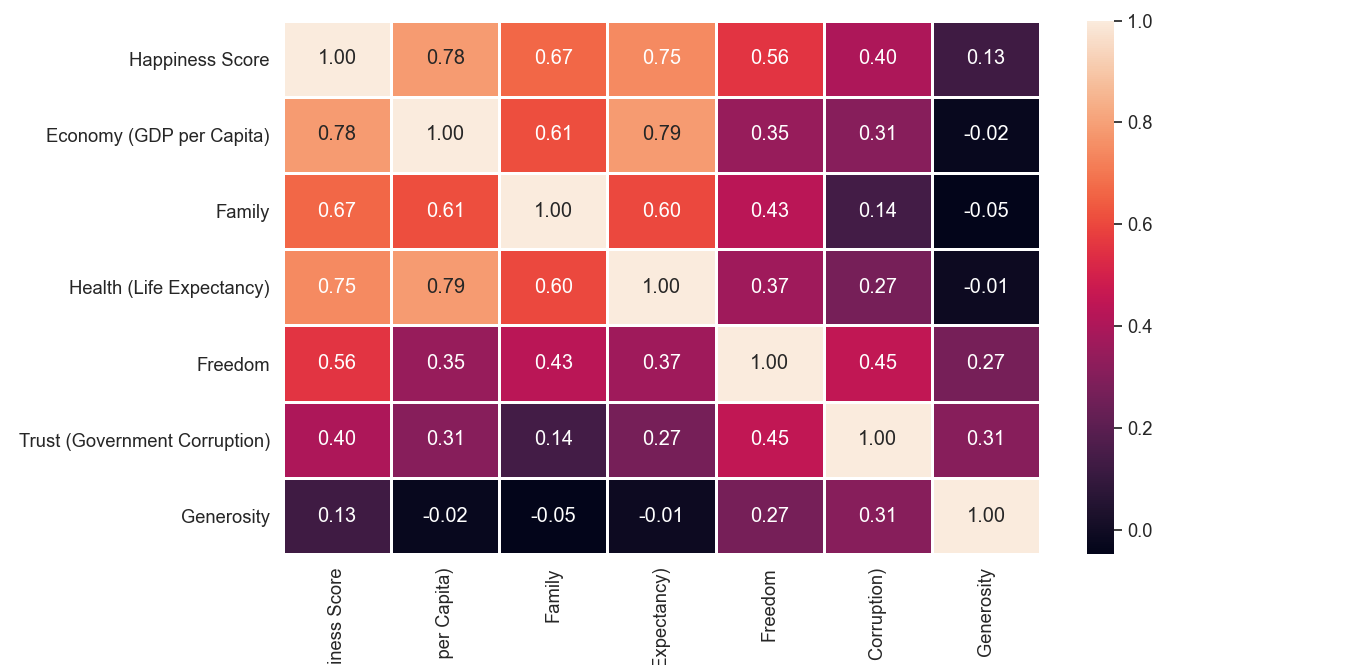 Happiness Score 1.00 0.78 0.67 0.75 0.56 0.40 0.13
Economy (GDP per Capita) 0.78 1.00 0.61 0.79 0.35 0.31 -0.02
Family 0.67 0.61 1.00 0.60 0.43 0.14 -0.05
Health (Life Expectancy) 0.75 0.79 0.60 1.00 0.37 0.27 -0.01
Freedom 0.56 0.35 0.43 0.37 1.00 0.45 0.27
Trust (Government Corruption) 0.40 0.31 0.14 0.27 0.45 1.00 0.31
Generosity 0.13 -0.02 -0.05 -0.01 0.27 0.31 1.00
iness Score
per Capita)
Family
Expectancy)
Freedom
Corruption)
Generosity
1.0
0.8
0.6
0.4
0.2
0.0